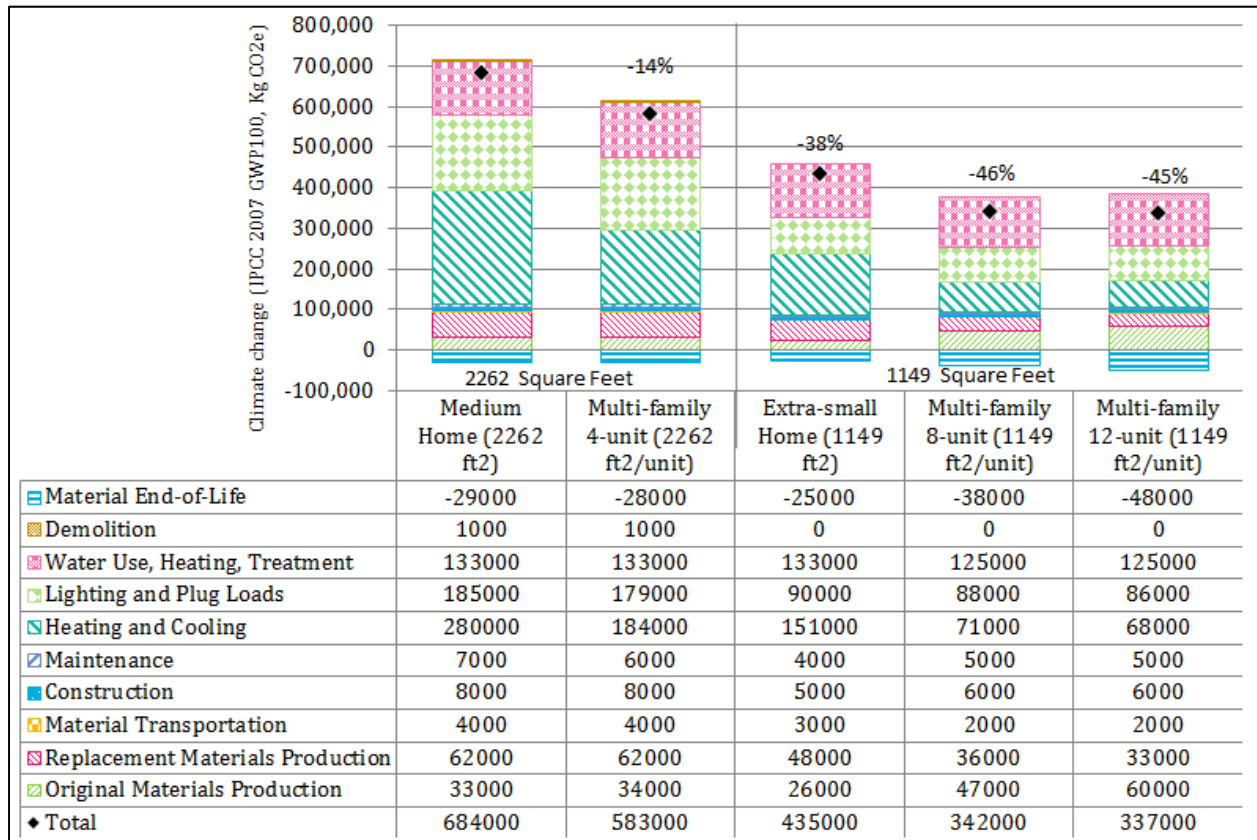 Climate change (IPCC 2007 GWP100, Kg CO2e)
800,000
700,000
600,000
500,000
400,000
300,000
200,000
100,000
0
-100,000
-14%
-38%
-46%
-45%
2262 Square Feet
1149 Square Feet
Medium
Home (2262
ft2)
Multi-family
4-unit (2262
ft2/unit)
Extra-small
Home (1149
ft2)
Multi-family
8-unit (1149
ft2/unit)
Multi-family
12-unit (1149
ft2/unit)
Material End-of-Life -29000 -28000 -25000 -38000 -48000
Demolition 1000 1000 0 0 0
Water Use, Heating, Treatment 133000 133000 133000 125000 125000
Lighting and Plug Loads 185000 179000 90000 88000 86000
Heating and Cooling 280000 184000 151000 71000 68000
Maintenance 7000 6000 4000 5000 5000
Construction 8000 8000 5000 6000 6000
Material Transportation 4000 4000 3000 2000 2000
Replacement Materials Production 62000 62000 48000 36000 33000
Original Materials Production 33000 34000 26000 47000 60000
Total 684000 583000 435000 342000 337000